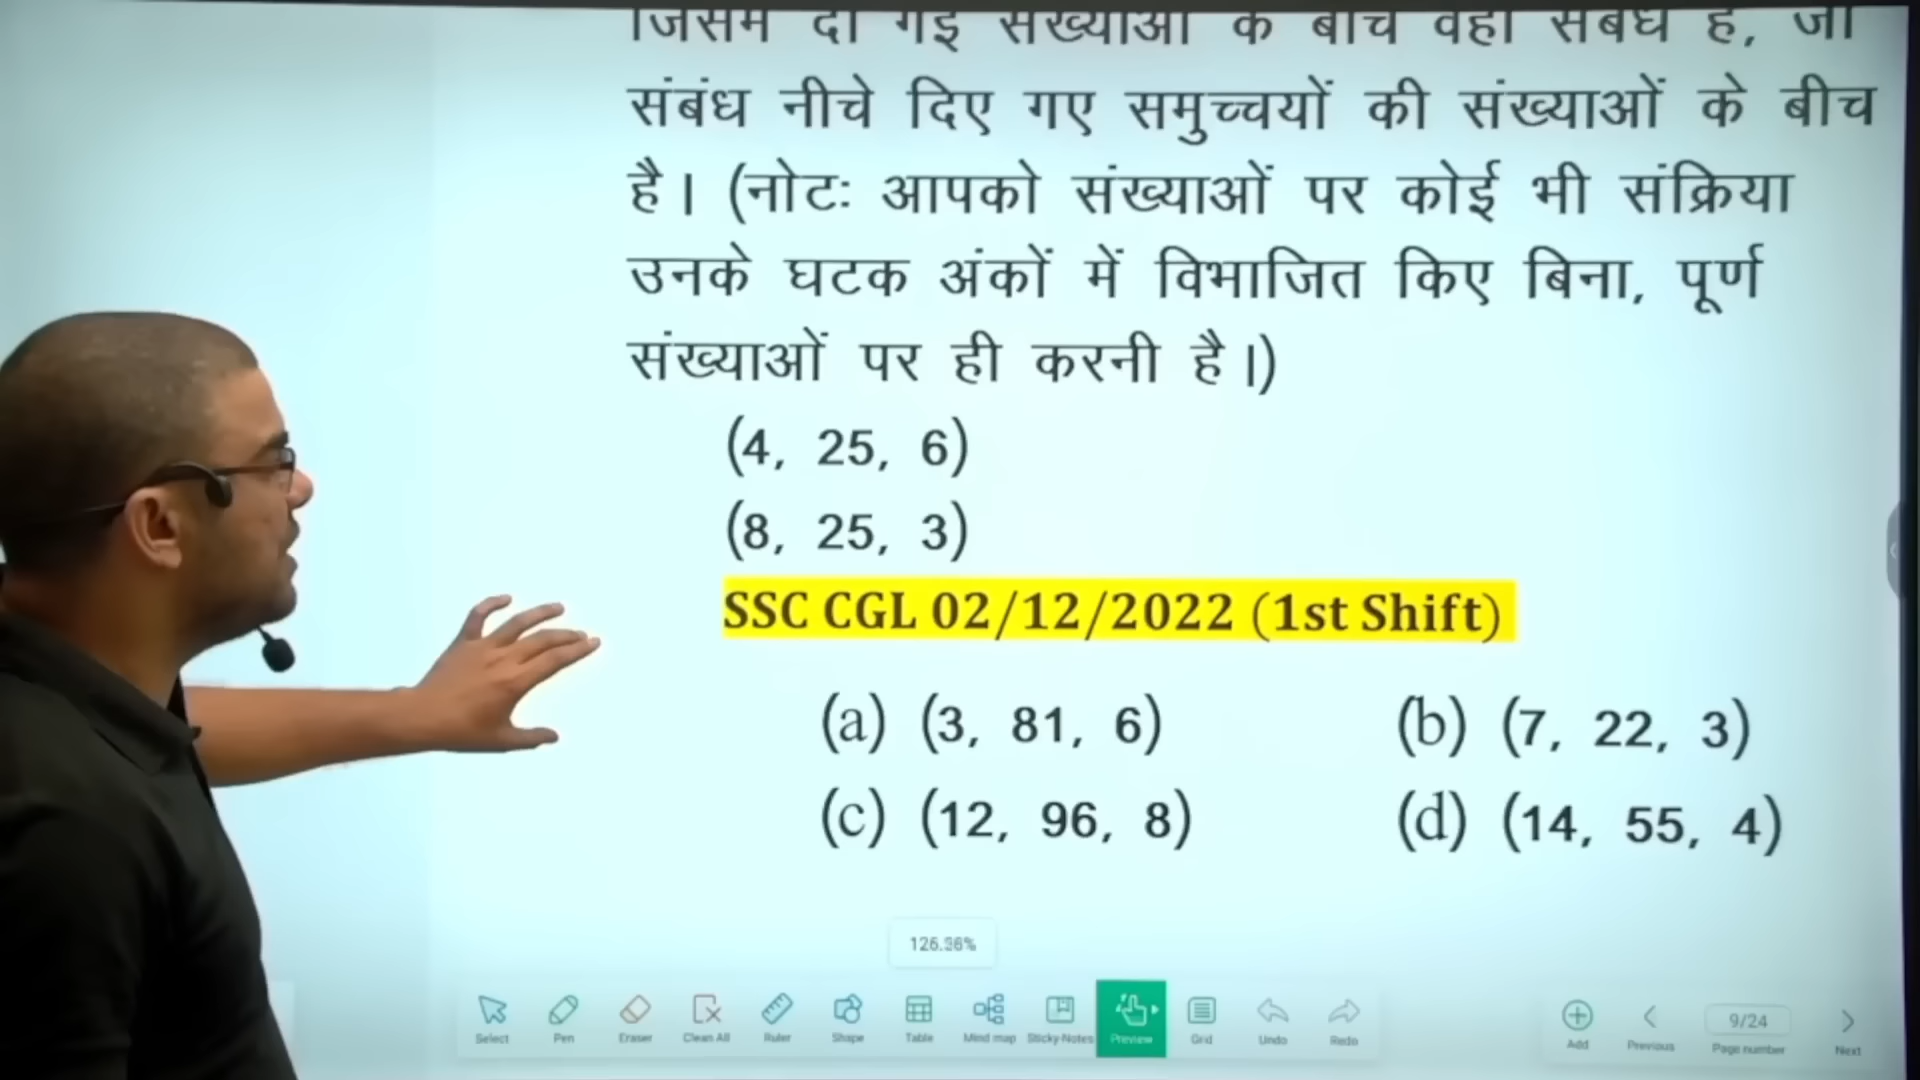 जिसमें दी गई संख्याओं के बीच वही संबंध है, जो
संबंध नीचे दिए गए समुच्चयों की संख्याओं के बीच
है। (नोटः आपको संख्याओं पर कोई भी संक्रिया
उनके घटक अंकों में विभाजित किए बिना, पूर्ण
संख्याओं पर ही करनी है।)
(4, 25, 6)
(8, 25, 3)
SSC CGL 02/12/2022 (1st Shift)
(a) (3, 81, 6) (b) (7, 22, 3)
(c) (12, 96, 8) (d) (14, 55, 4)
126.36%
Select Pen Eraser Clean All Ruler Shape Table Mind map Sticky-Notes Preview Grid Undo Redo Add Previous 9/24 Page number Next